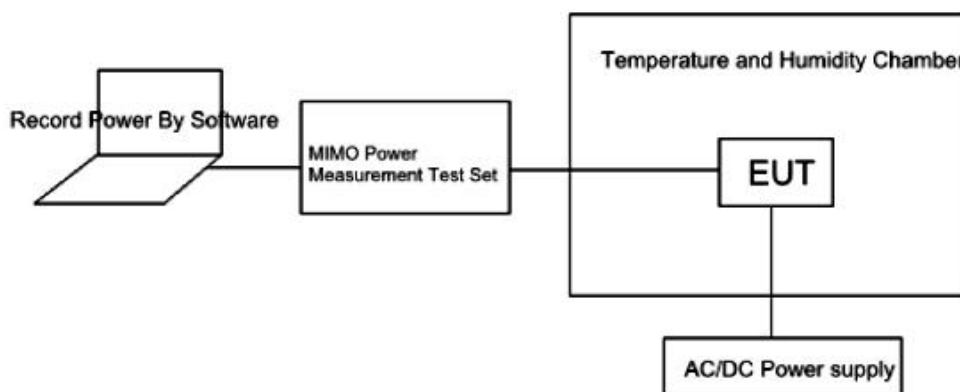 Temperature and Humidity Chamber
Record Power By Software
MIMO Power
Measurement Test Set
EUT
AC/DC Power supply